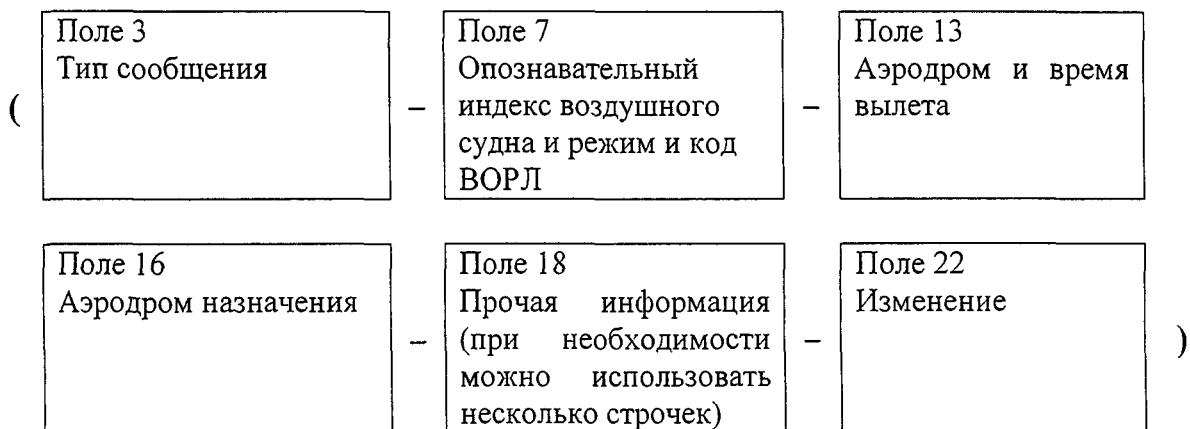 Поле 3
Тип сообщения
(
–
Поле 7
Опознавательный
индекс воздушного
судна и режим и код
ВОРЛ
–
Поле 13
Аэродром и время
вылета
Поле 16
Аэродром назначения
–
Поле 18
Прочая информация
(при необходимости
можно использовать
несколько строчек)
–
Поле 22
Изменение
)